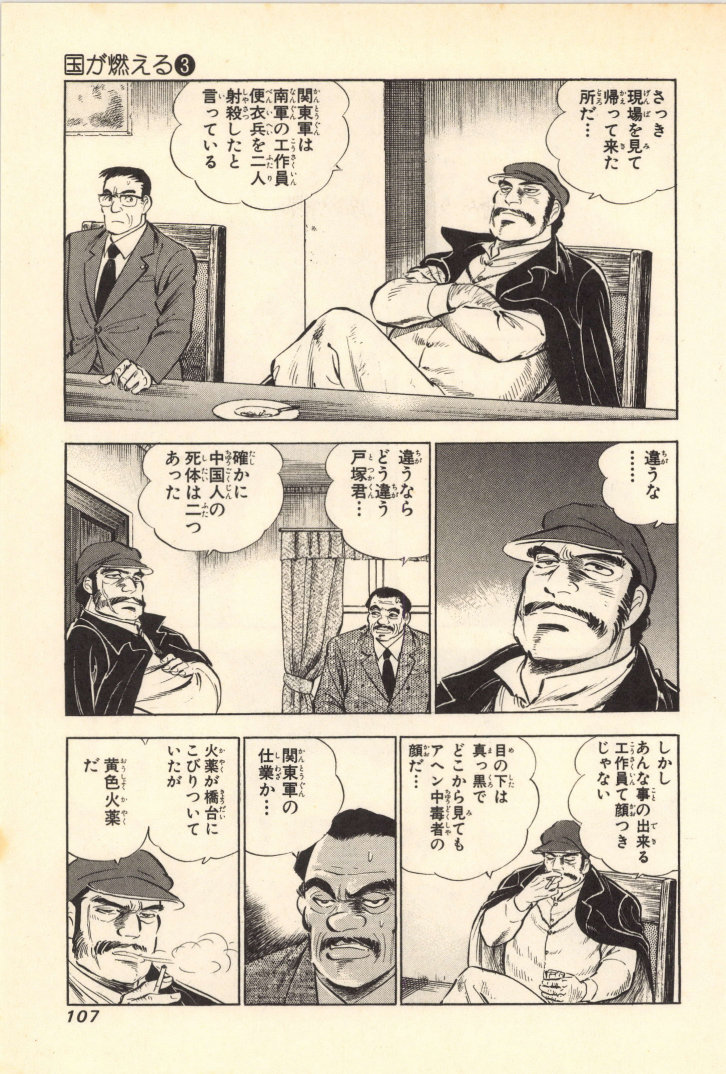 国が燃える❸
さっき
現場を見て
帰って来た
所だ…
関東軍は
南軍の工作員
便衣兵を二人
射殺したと
言っている
違うな
……
違うなら
どう違う
戸塚君…
確かに
中国人の
死体は二つ
あった
しかし
あんな事の出来る
工作員て顔つき
じゃない
目の下は
真っ黒で
どこから見ても
アヘン中毒者の
顔だ…
関東軍の
仕業か…
火薬が橋台に
こびりついて
いたが
黄色火薬
だ
107